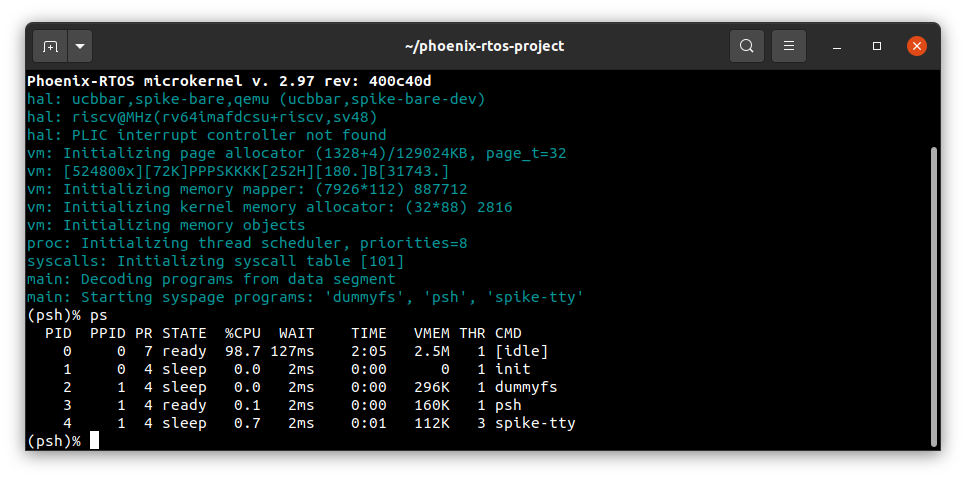 ~/phoenix-rtos-project
Phoenix-RTOS microkernel v. 2.97 rev: 400c40d
hal: ucbbar,spike-bare,qemu (ucbbar,spike-bare-dev)
hal: riscv@MHz(rv64imafdcsu+riscv,sv48)
hal: PLIC interrupt controller not found
vm: Initializing page allocator (1328+4)/129024KB, page_t=32
vm: [524800x][72K]PPPSKKKK[252H][180.]B[31743.]
vm: Initializing memory mapper: (7926*112) 887712
vm: Initializing kernel memory allocator: (32*88) 2816
vm: Initializing memory objects
proc: Initializing thread scheduler, priorities=8
syscalls: Initializing syscall table [101]
main: Decoding programs from data segment
main: Starting syspage programs: 'dummyfs', 'psh', 'spike-tty'
(psh)% ps
  PID  PPID PR STATE  %CPU  WAIT    TIME   VMEM THR CMD
    0     0  7 ready  98.7 127ms    2:05   2.5M   1 [idle]
    1     0  4 sleep   0.0   2ms    0:00      0   1 init
    2     1  4 sleep   0.0   2ms    0:00   296K   1 dummyfs
    3     1  4 ready   0.1   2ms    0:00   160K   1 psh
    4     1  4 sleep   0.7   2ms    0:01   112K   3 spike-tty
(psh)%